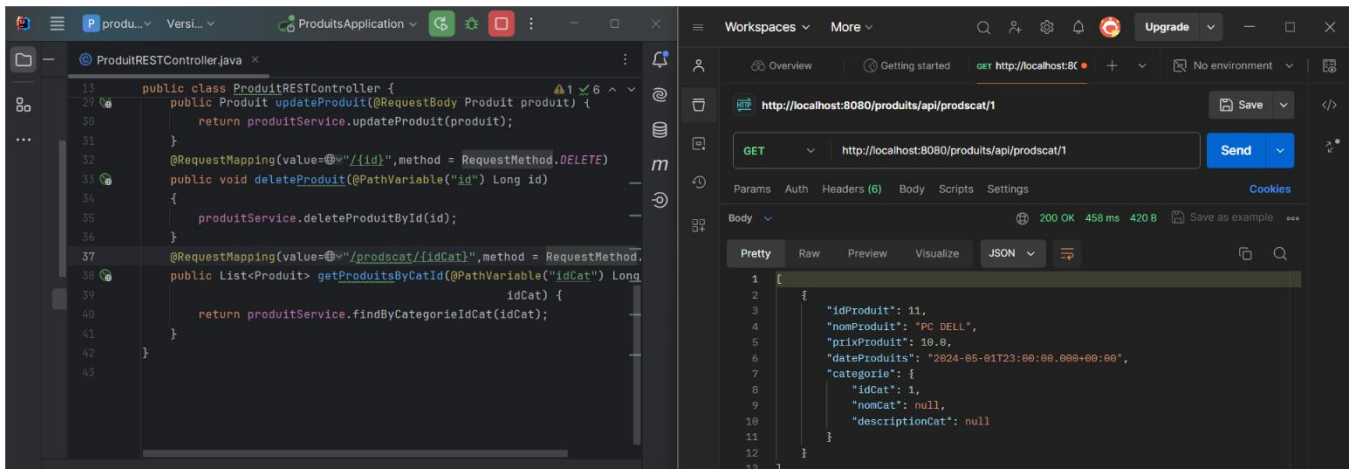 P produ... Versi... ProduitsApplication
ProduitRESTController.java
13 public class ProduitRESTController { 1 6
29 public Produit updateProduit(@RequestBody Produit produit) {
30 return produitService.updateProduit(produit);
31 }
32 @RequestMapping(value="/{id}",method = RequestMethod.DELETE)
33 public void deleteProduit(@PathVariable("id") Long id)
34 {
35 produitService.deleteProduitById(id);
36 }
37 @RequestMapping(value="/prodscat/{idCat}",method = RequestMethod.
38 public List<Produit> getProduitsByCatId(@PathVariable("idCat") Long
39 idCat) {
40 return produitService.findByCategorieIdCat(idCat);
41 }
42 }
43
Workspaces More Upgrade
Overview Getting started GET http://localhost:80 No environment
HTTP http://localhost:8080/produits/api/prodscat/1 Save
GET http://localhost:8080/produits/api/prodscat/1 Send
Params Auth Headers (6) Body Scripts Settings Cookies
Body 200 OK 458 ms 420 B Save as example
Pretty Raw Preview Visualize JSON
1 [
2 {
3 "idProduit": 11,
4 "nomProduit": "PC DELL",
5 "prixProduit": 10.0,
6 "dateProduits": "2024-05-01T23:00:00.000+00:00",
7 "categorie": {
8 "idCat": 1,
9 "nomCat": null,
10 "descriptionCat": null
11 }
12 }
13 ]